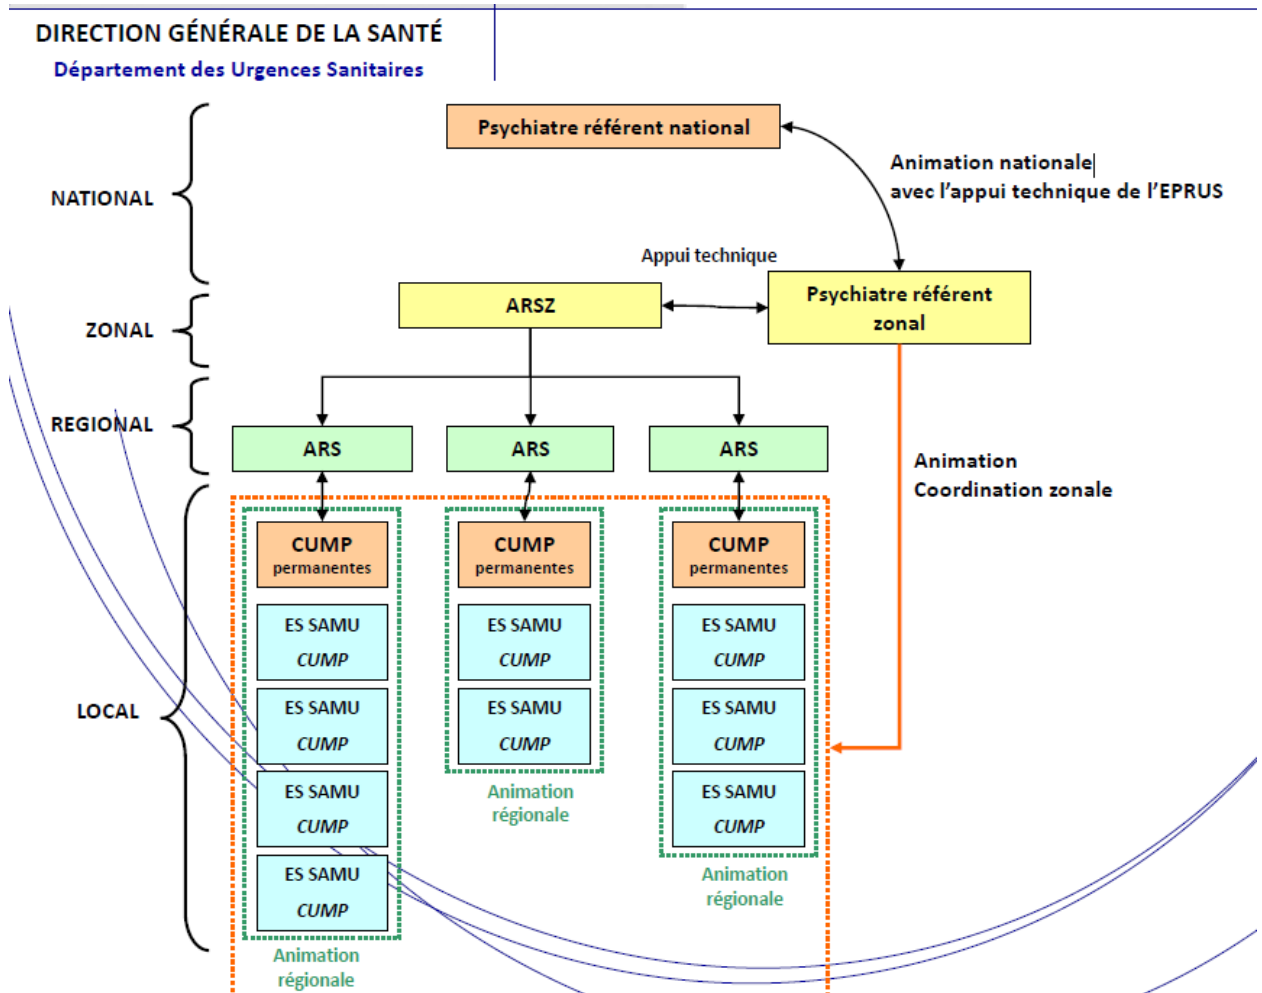 DIRECTION GÉNÉRALE DE LA SANTÉ
Département des Urgences Sanitaires
NATIONAL
Psychiatre référent national
Animation nationale
avec l'appui technique de l'EPRUS
Appui technique
ZONAL
ARSZ
Psychiatre référent
zonal
REGIONAL
ARS
ARS
ARS
Animation
Coordination zonale
LOCAL
CUMP
permanentes
ES SAMU
CUMP
ES SAMU
CUMP
ES SAMU
CUMP
ES SAMU
CUMP
Animation
régionale
CUMP
permanentes
ES SAMU
CUMP
ES SAMU
CUMP
Animation
régionale
CUMP
permanentes
ES SAMU
CUMP
ES SAMU
CUMP
ES SAMU
CUMP
Animation
régionale